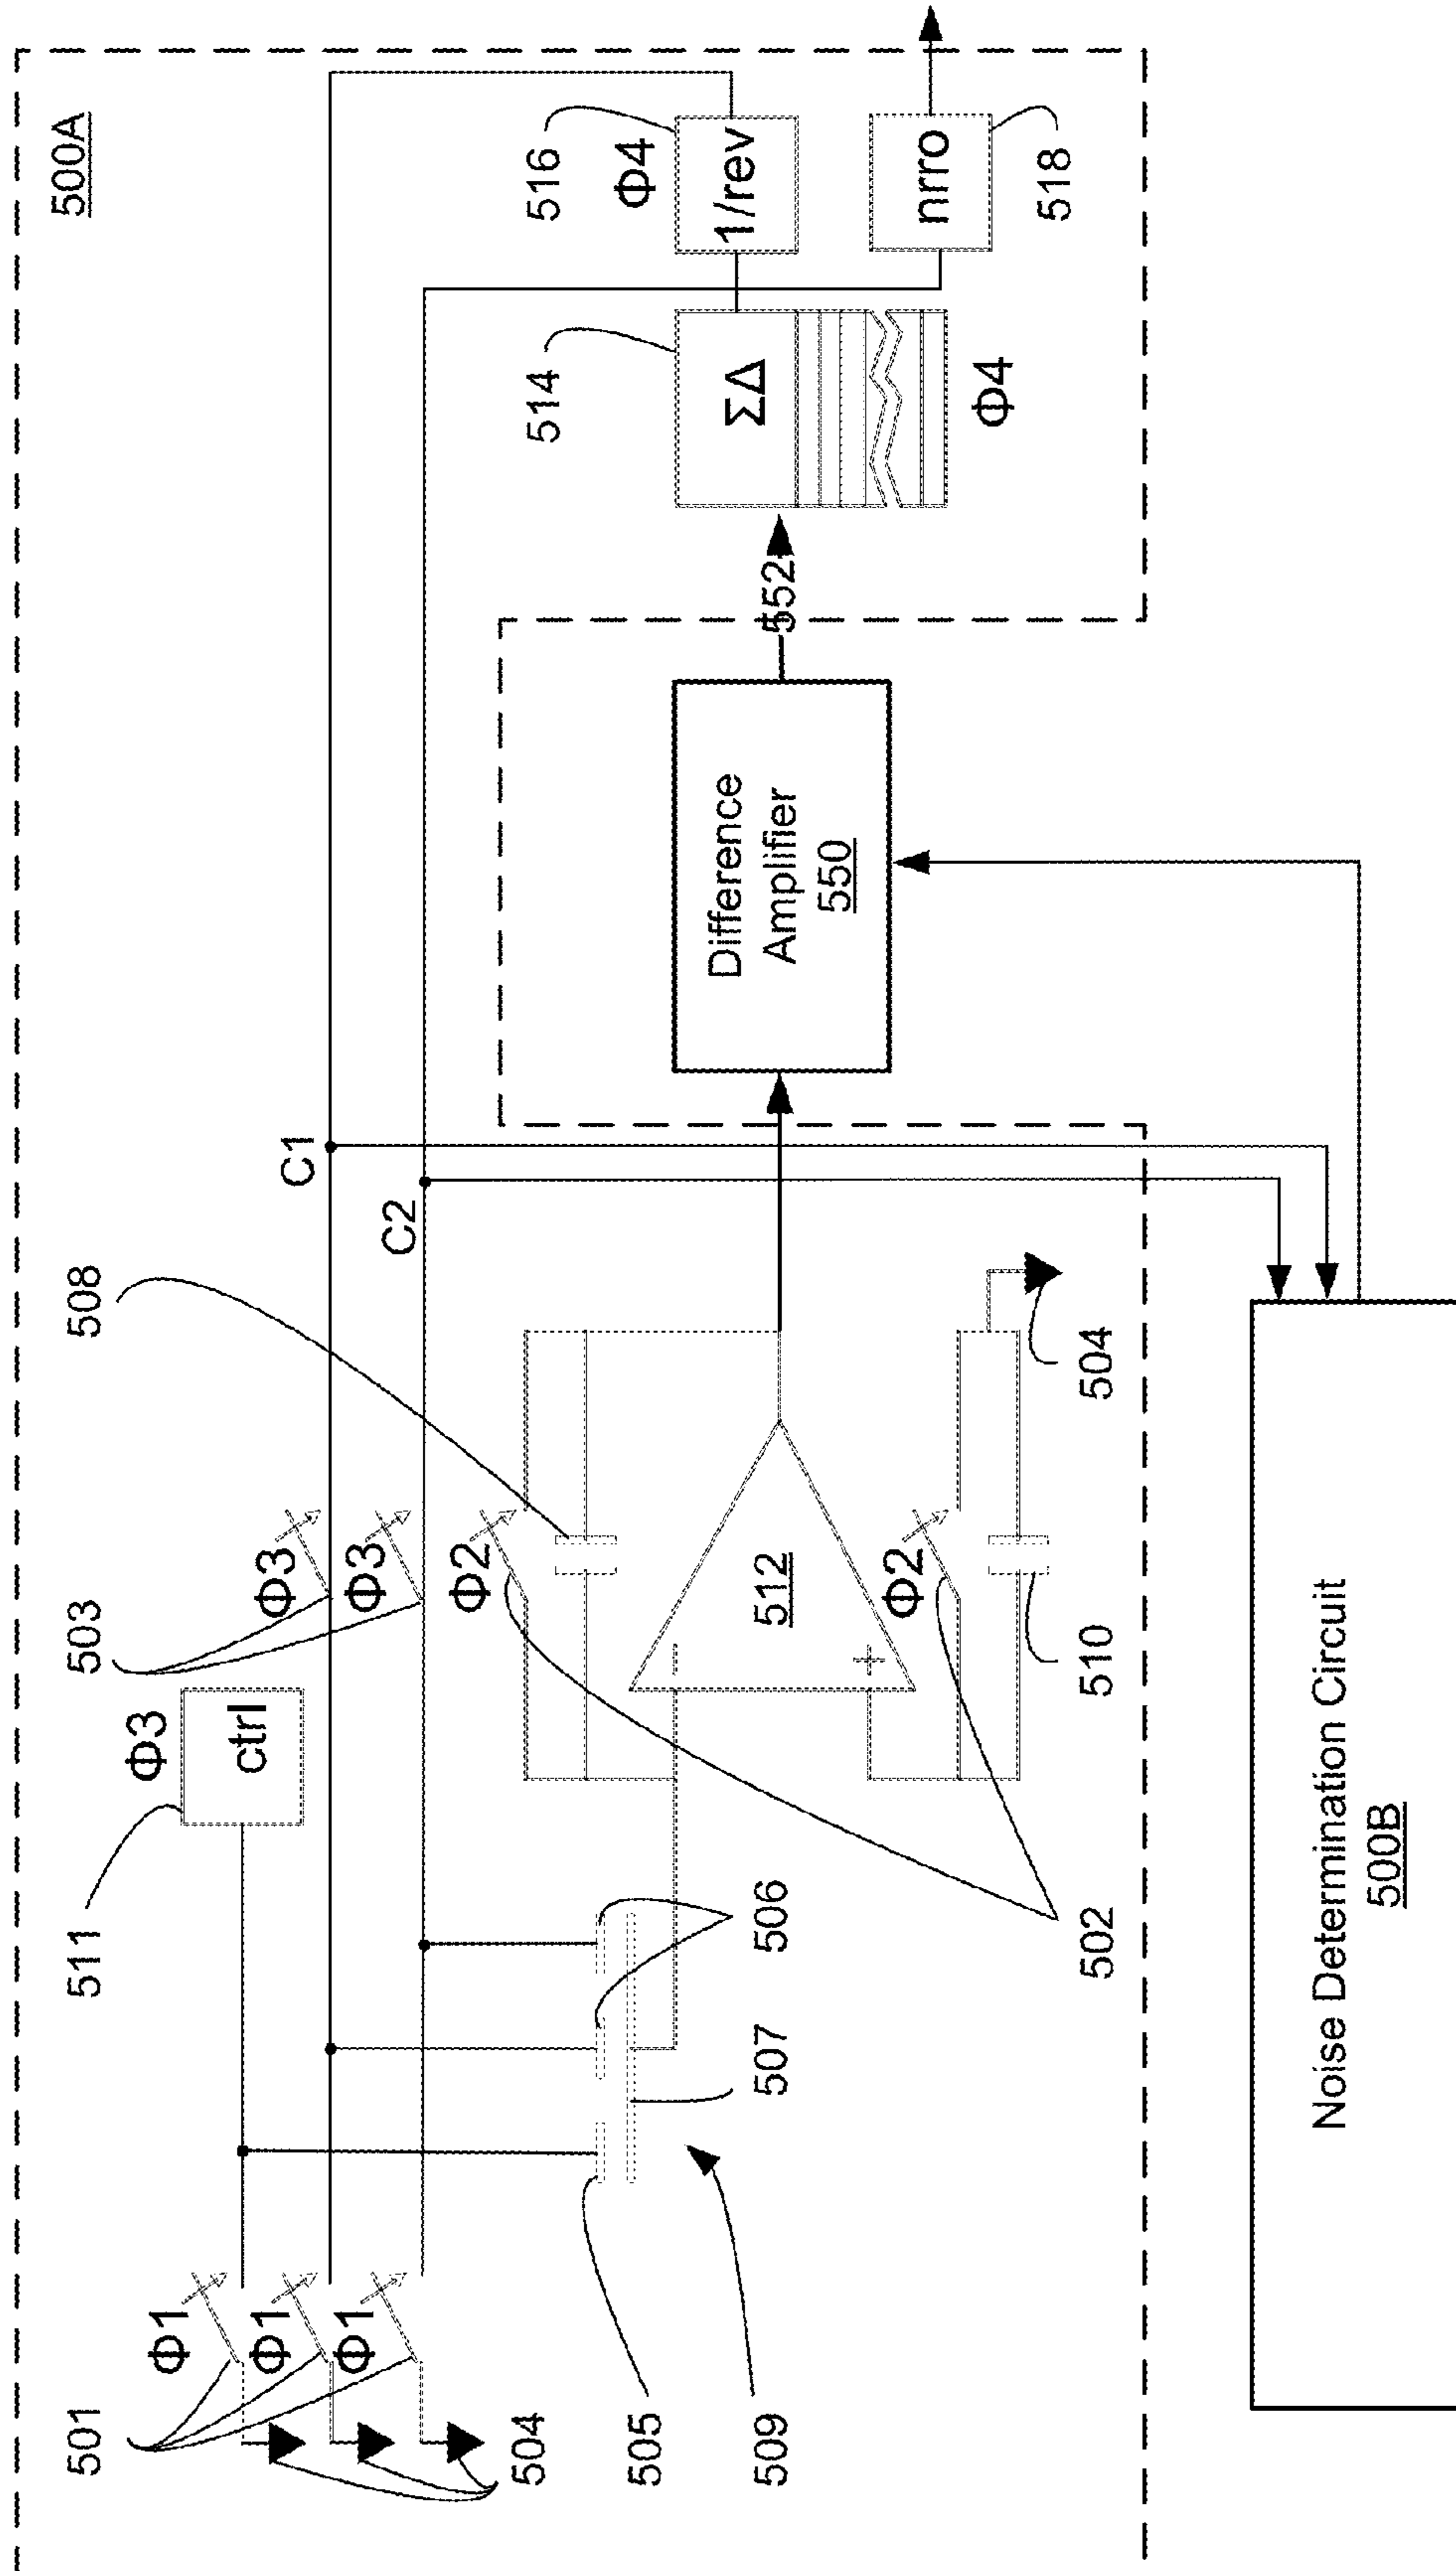 500A
501
Φ1
Φ1
Φ1
504
511
Φ3
ctrl
503
Φ3
Φ3
508
C1
C2
505
509
507
506
Φ2
512
-
+
Φ2
502
510
504
Difference
Amplifier
550
552
514
ΣΔ
Φ4
516
Φ4
1/rev
nrro
518
Noise Determination Circuit
500B